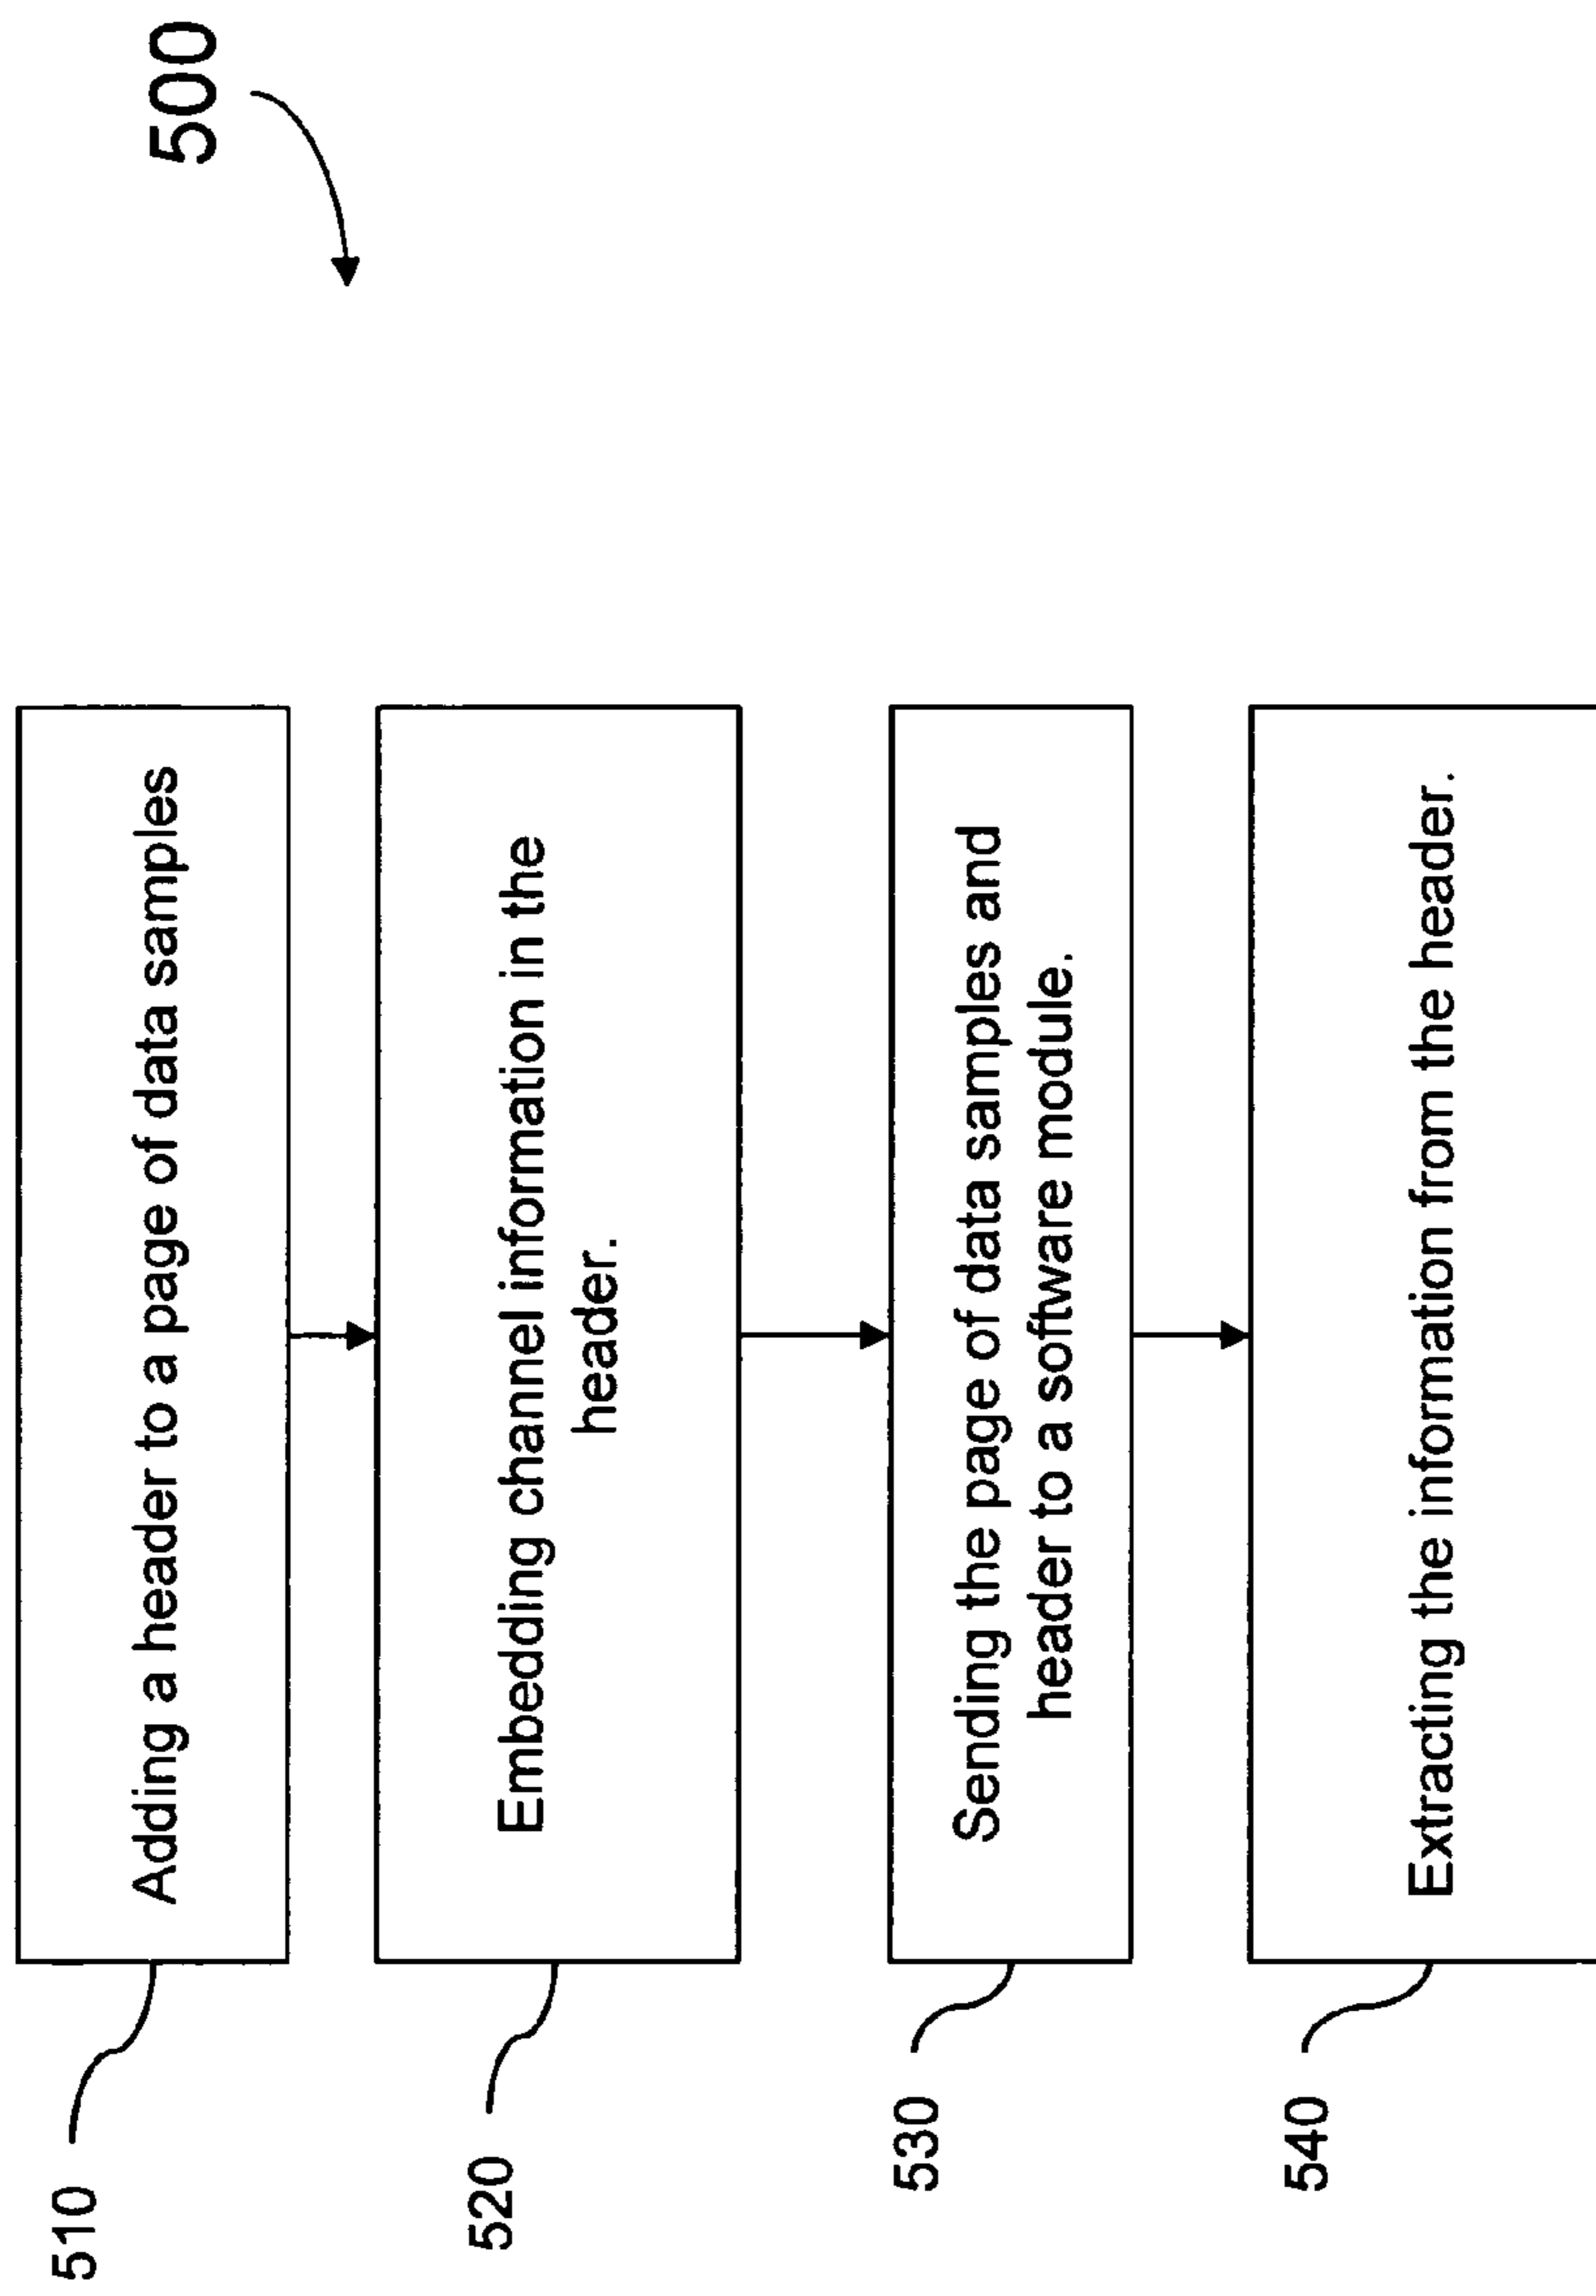 500
510
Adding a header to a page of data samples
520
Embedding channel information in the
header.
530
Sending the page of data samples and
header to a software module.
540
Extracting the information from the header.